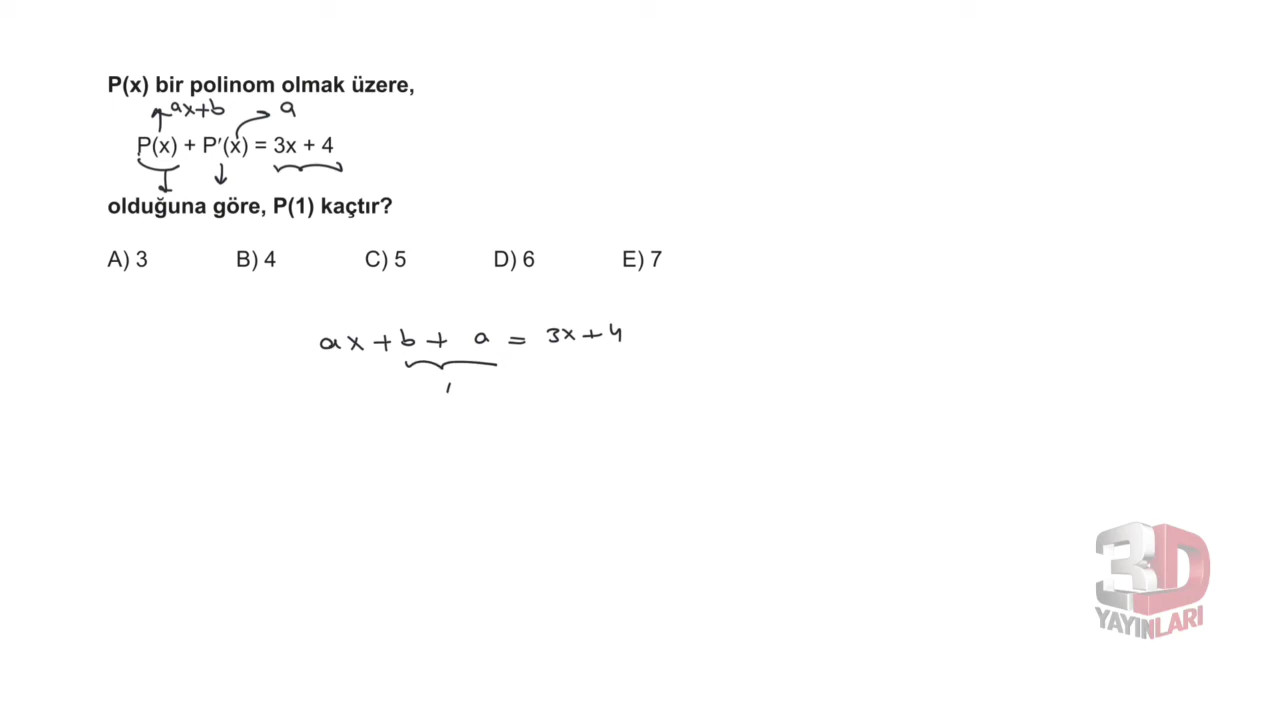 P(x) bir polinom olmak üzere,
ax+b a
P(x) + P′(x) = 3x + 4
olduğuna göre, P(1) kaçtır?
A) 3 B) 4 C) 5 D) 6 E) 7
ax + b + a = 3x + 4
3D
YAYINLARI